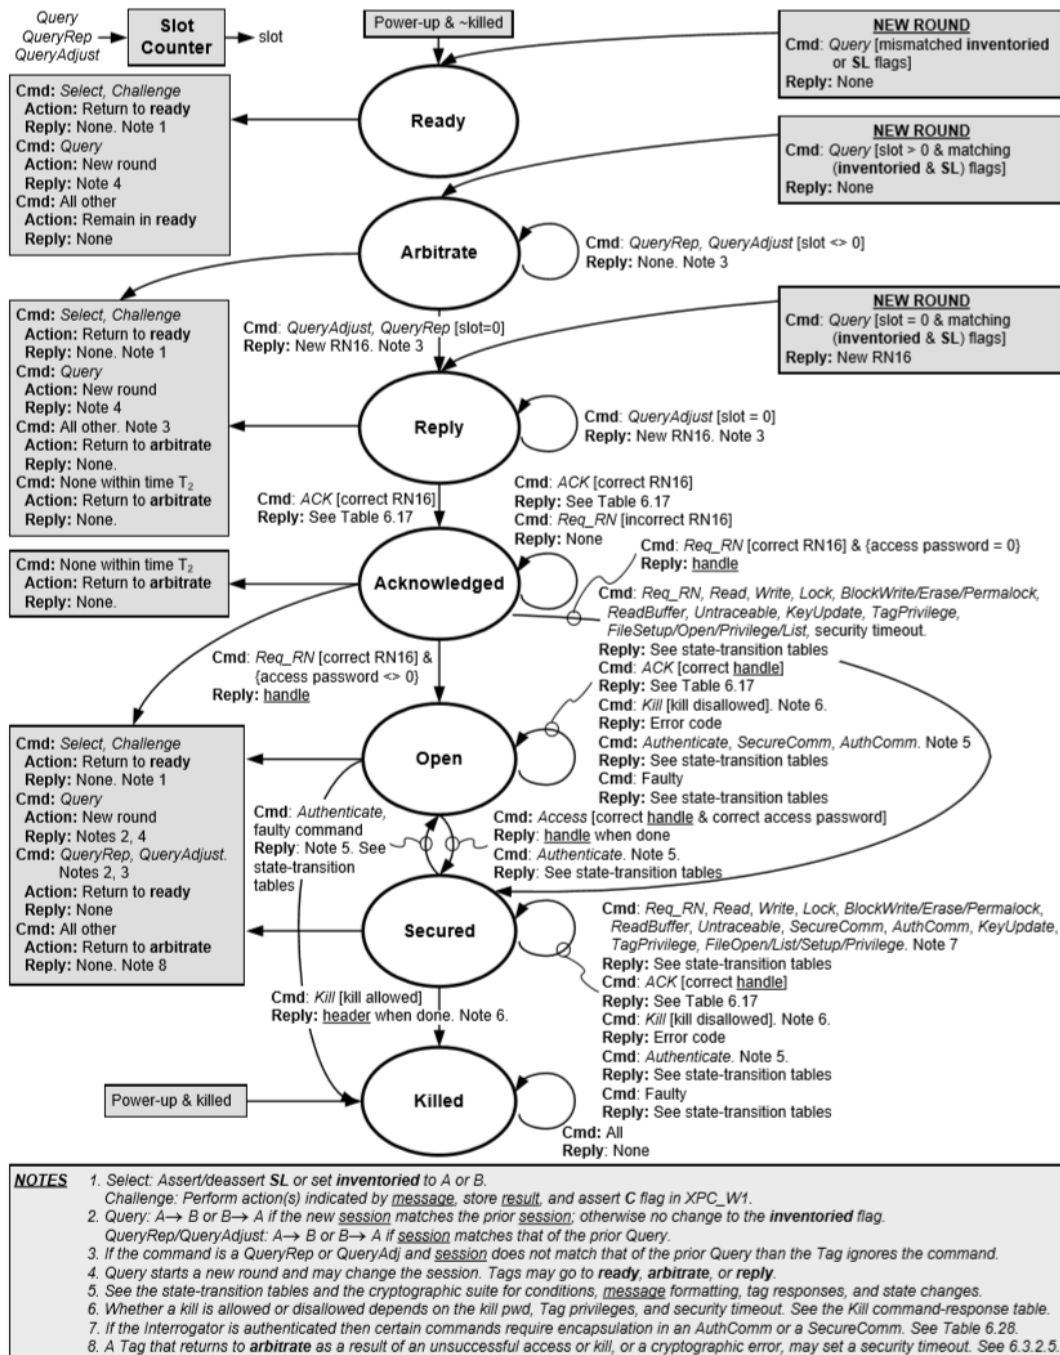 Query
QueryRep
QueryAdjust
Slot
Counter
slot
Power-up & ~killed
NEW ROUND
Cmd: Query [mismatched inventoried
or SL flags]
Reply: None
Cmd: Select, Challenge
Action: Return to ready
Reply: None. Note 1
Cmd: Query
Action: New round
Reply: Note 4
Cmd: All other
Action: Remain in ready
Reply: None
Ready
NEW ROUND
Cmd: Query [slot > 0 & matching
(inventoried & SL) flags]
Reply: None
Arbitrate
Cmd: QueryRep, QueryAdjust [slot <> 0]
Reply: None. Note 3
Cmd: QueryAdjust, QueryRep [slot=0]
Reply: New RN16. Note 3
NEW ROUND
Cmd: Query [slot = 0 & matching
(inventoried & SL) flags]
Reply: New RN16
Cmd: Select, Challenge
Action: Return to ready
Reply: None. Note 1
Cmd: Query
Action: New round
Reply: Note 4
Cmd: All other. Note 3
Action: Return to arbitrate
Reply: None.
Cmd: None within time T2
Action: Return to arbitrate
Reply: None.
Reply
Cmd: QueryAdjust [slot = 0]
Reply: New RN16. Note 3
Cmd: ACK [correct RN16]
Reply: See Table 6.17
Cmd: ACK [correct RN16]
Reply: See Table 6.17
Cmd: Req_RN [incorrect RN16]
Reply: None
Cmd: None within time T2
Action: Return to arbitrate
Reply: None.
Acknowledged
Cmd: Req_RN [correct RN16] & {access password = 0}
Reply: handle
Cmd: Req_RN, Read, Write, Lock, BlockWrite/Erase/Permalock,
ReadBuffer, Untraceable, KeyUpdate, TagPrivilege,
FileSetup/Open/Privilege/List, security timeout.
Reply: See state-transition tables
Cmd: ACK [correct handle]
Reply: See Table 6.17
Cmd: Kill [kill disallowed]. Note 6.
Reply: Error code
Cmd: Authenticate, SecureComm, AuthComm. Note 5
Reply: See state-transition tables
Cmd: Faulty
Reply: See state-transition tables
Cmd: Req_RN [correct RN16] &
{access password <> 0}
Reply: handle
Open
Cmd: Select, Challenge
Action: Return to ready
Reply: None. Note 1
Cmd: Query
Action: New round
Reply: Notes 2, 4
Cmd: QueryRep, QueryAdjust.
Notes 2, 3
Action: Return to ready
Reply: None
Cmd: All other
Action: Return to arbitrate
Reply: None. Note 8
Cmd: Authenticate,
faulty command
Reply: Note 5. See
state-transition
tables
Cmd: Access [correct handle & correct access password]
Reply: handle when done
Cmd: Authenticate. Note 5.
Reply: See state-transition tables
Secured
Cmd: Req_RN, Read, Write, Lock, BlockWrite/Erase/Permalock,
ReadBuffer, Untraceable, SecureComm, AuthComm, KeyUpdate,
TagPrivilege, FileOpen/List/Setup/Privilege. Note 7
Reply: See state-transition tables
Cmd: ACK [correct handle]
Reply: See Table 6.17
Cmd: Kill [kill disallowed]. Note 6.
Reply: Error code
Cmd: Authenticate. Note 5.
Reply: See state-transition tables
Cmd: Faulty
Reply: See state-transition tables
Cmd: Kill [kill allowed]
Reply: header when done. Note 6.
Power-up & killed
Killed
Cmd: All
Reply: None
NOTES 1. Select: Assert/deassert SL or set inventoried to A or B.
Challenge: Perform action(s) indicated by message, store result, and assert C flag in XPC_W1.
2. Query: A→ B or B→ A if the new session matches the prior session; otherwise no change to the inventoried flag.
QueryRep/QueryAdjust: A→ B or B→ A if session matches that of the prior Query.
3. If the command is a QueryRep or QueryAdj and session does not match that of the prior Query than the Tag ignores the command.
4. Query starts a new round and may change the session. Tags may go to ready, arbitrate, or reply.
5. See the state-transition tables and the cryptographic suite for conditions, message formatting, tag responses, and state changes.
6. Whether a kill is allowed or disallowed depends on the kill pwd, Tag privileges, and security timeout. See the Kill command-response table.
7. If the Interrogator is authenticated then certain commands require encapsulation in an AuthComm or a SecureComm. See Table 6.28.
8. A Tag that returns to arbitrate as a result of an unsuccessful access or kill, or a cryptographic error, may set a security timeout. See 6.3.2.5.